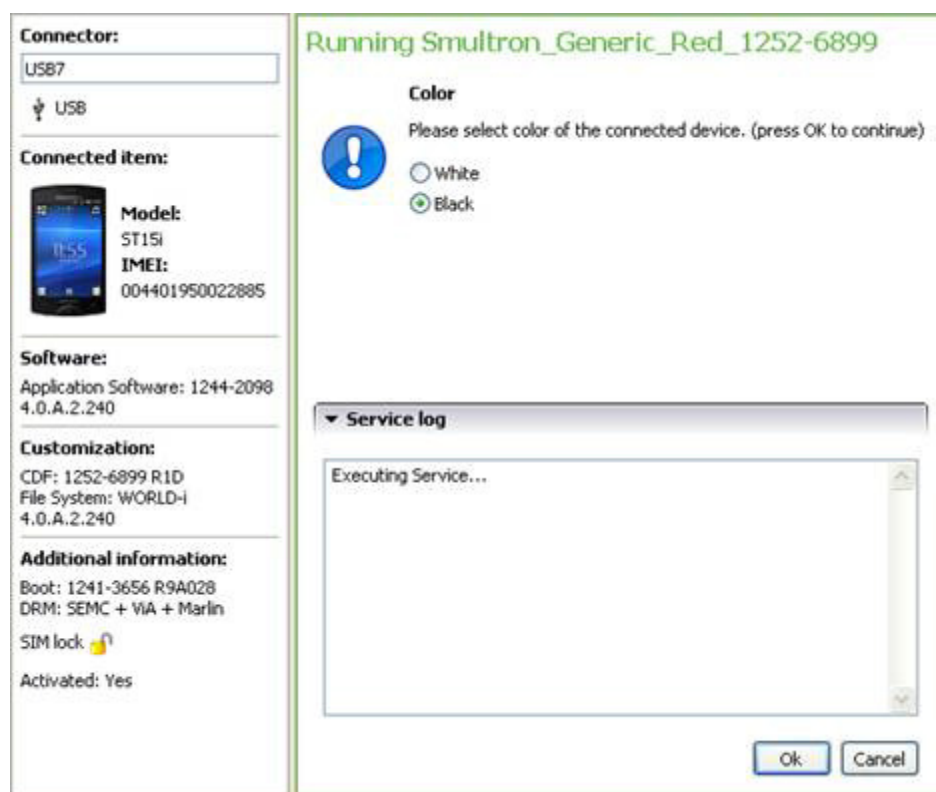 Connector:
USB7
USB
Connected item:
11:55
Model:
ST15i
IMEI:
004401950022885
Software:
Application Software: 1244-2098
4.0.A.2.240
Customization:
CDF: 1252-6899 R1D
File System: WORLD-i
4.0.A.2.240
Additional information:
Boot: 1241-3656 R9A028
DRM: SEMC + ViA + Marlin
SIM lock
Activated: Yes
Running Smultron_Generic_Red_1252-6899
Color
Please select color of the connected device. (press OK to continue)
White
Black
Service log
Executing Service...
Ok
Cancel